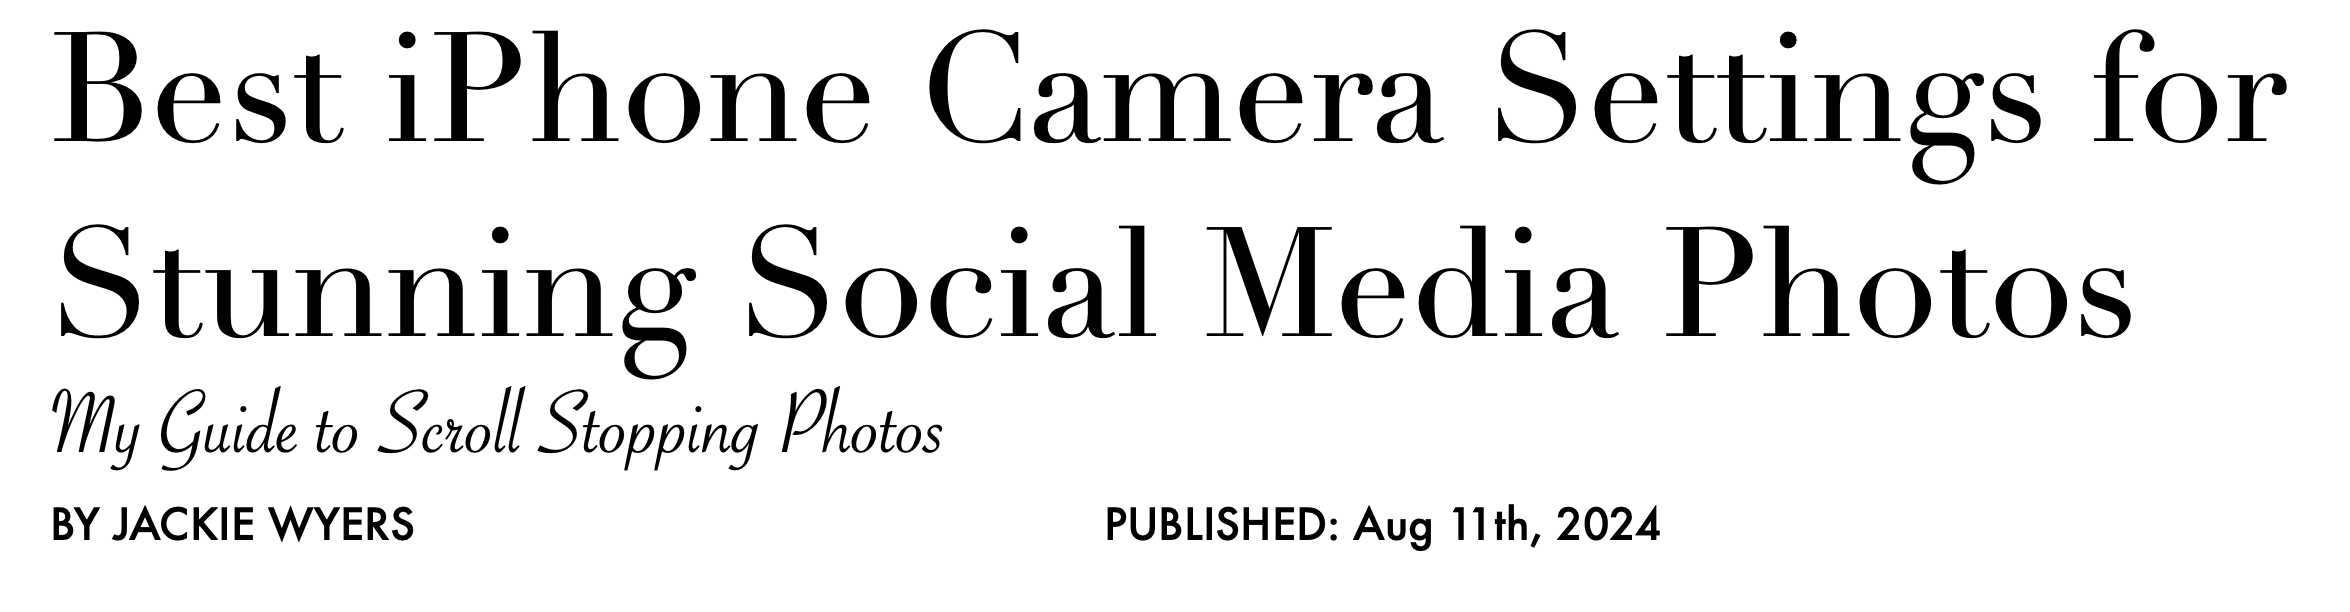 Best iPhone Camera Settings for
Stunning Social Media Photos
My Guide to Scroll Stopping Photos
BY JACKIE WYERS
PUBLISHED: Aug 11th, 2024